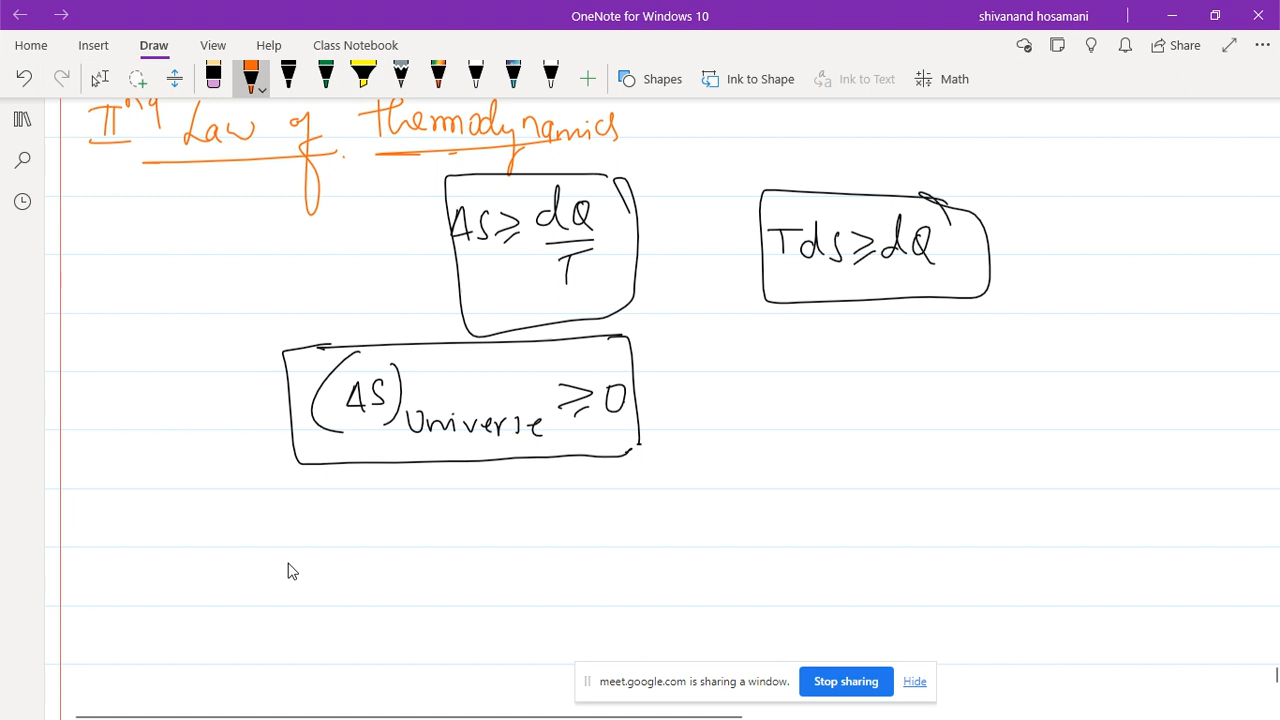 OneNote for Windows 10
shivanand hosamani
Home Insert Draw View Help Class Notebook Share
Shapes Ink to Shape Ink to Text Math
IInd Law of thermodynamics
ΔS ≥ dQ/T
Tds ≥ dQ
(ΔS)Universe ≥ 0
meet.google.com is sharing a window. Stop sharing Hide